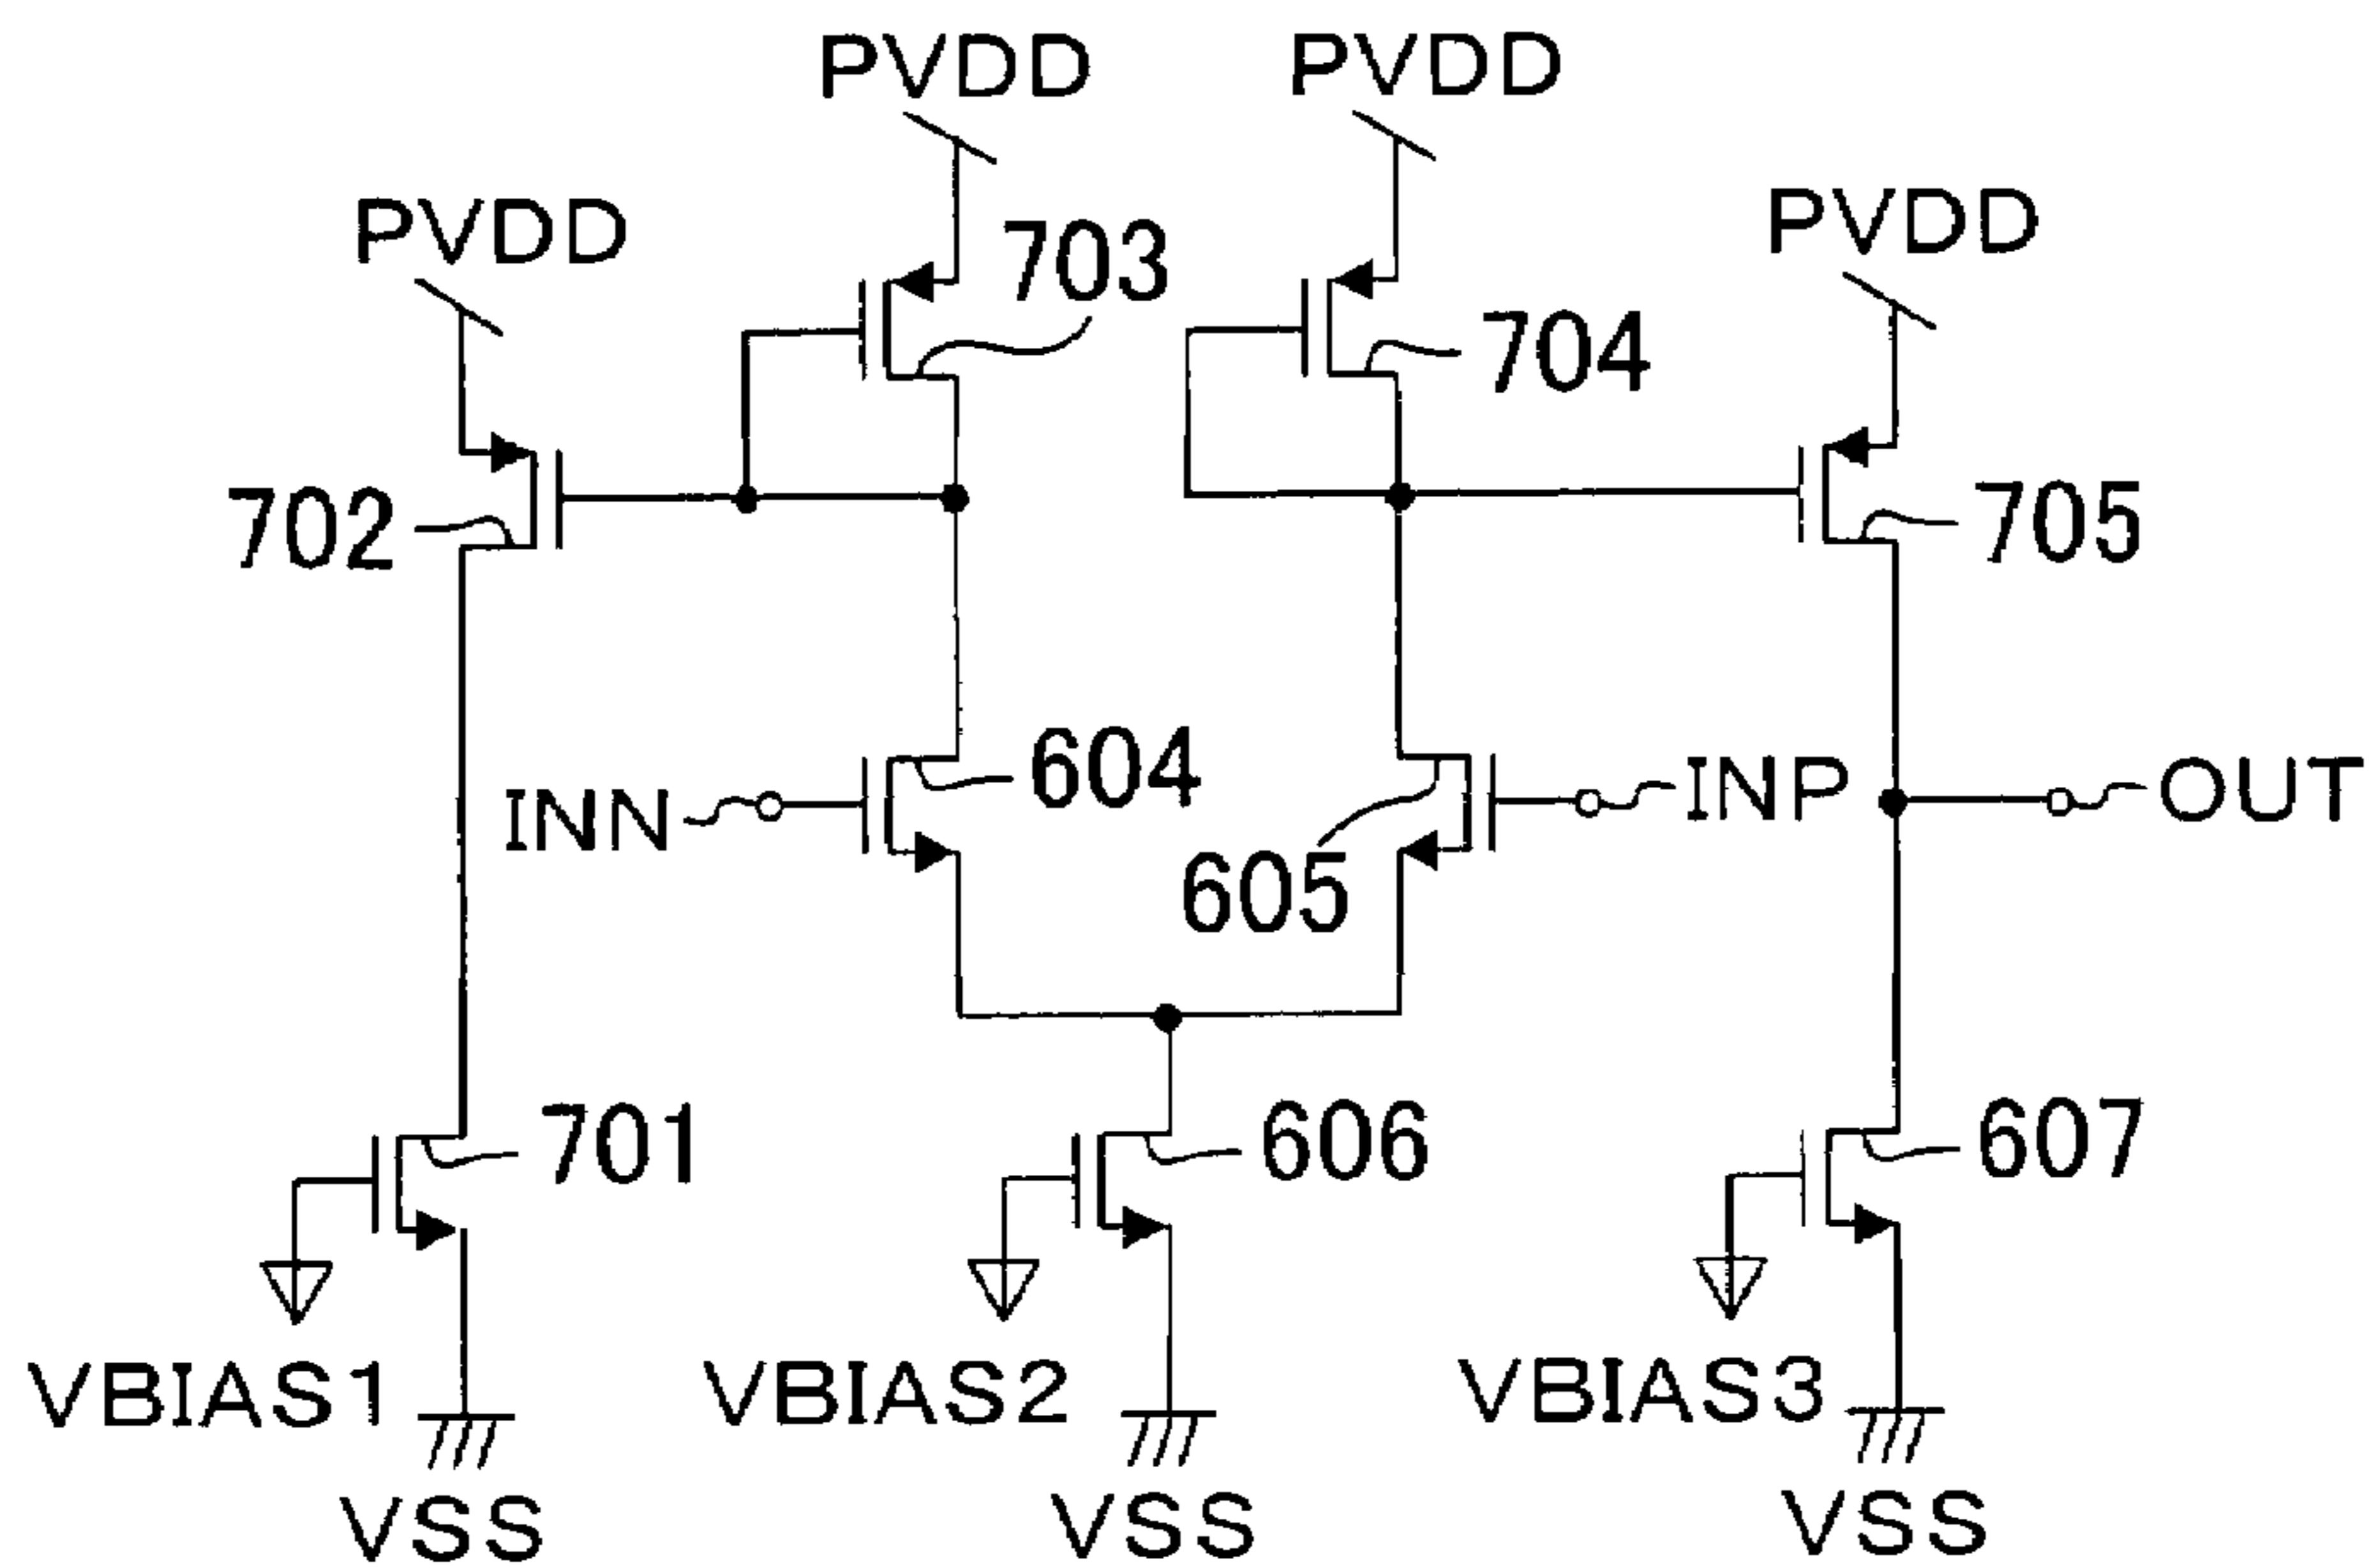 PVDD
PVDD
PVDD
PVDD
703
704
702
705
604
INN
INP
OUT
605
701
606
607
VBIAS1
VBIAS2
VBIAS3
VSS
VSS
VSS